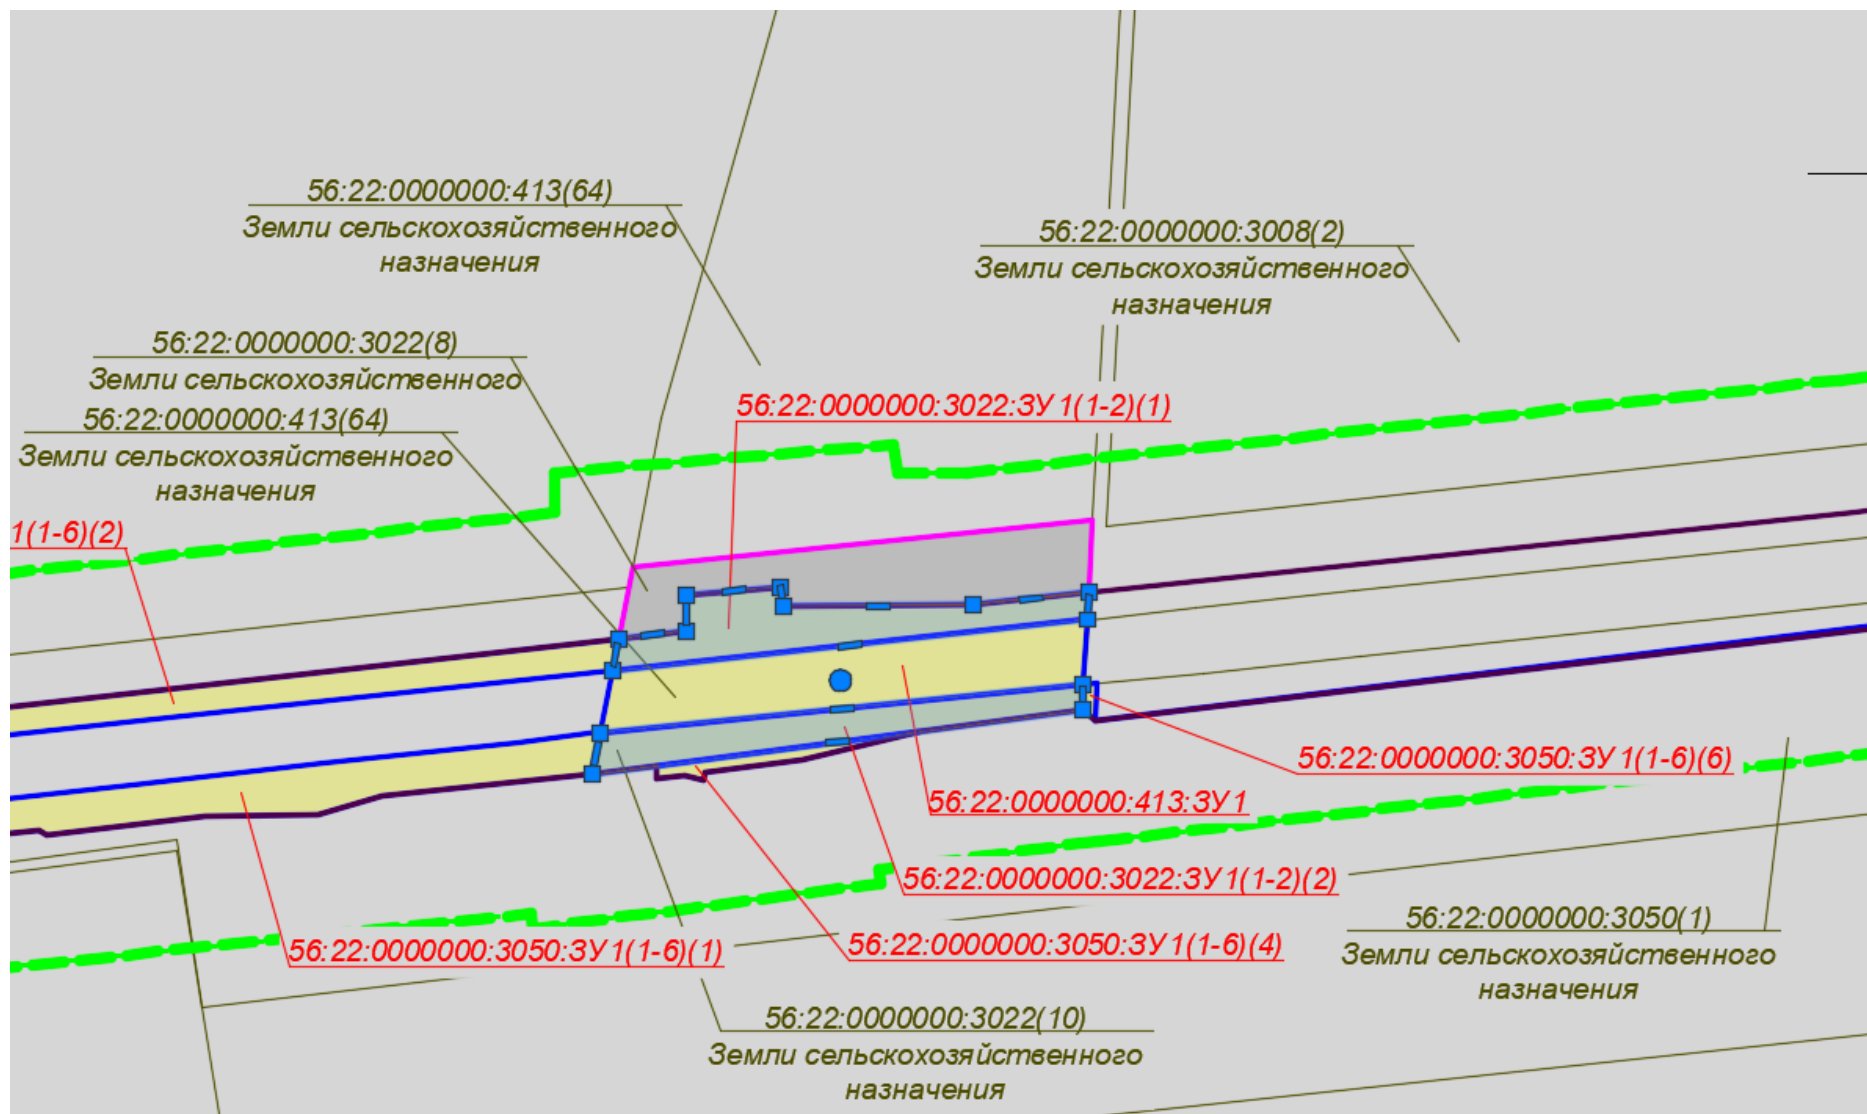 56:22:0000000:413(64)
Земли сельскохозяйственного
назначения
56:22:0000000:3008(2)
Земли сельскохозяйственного
назначения
56:22:0000000:3022(8)
Земли сельскохозяйственного
56:22:0000000:413(64)
Земли сельскохозяйственного
назначения
56:22:0000000:3022:ЗУ1(1-2)(1)
1(1-6)(2)
56:22:0000000:3050:ЗУ1(1-6)(6)
56:22:0000000:413:ЗУ1
56:22:0000000:3022:ЗУ1(1-2)(2)
56:22:0000000:3050:ЗУ1(1-6)(1)
56:22:0000000:3050:ЗУ1(1-6)(4)
56:22:0000000:3050(1)
Земли сельскохозяйственного
назначения
56:22:0000000:3022(10)
Земли сельскохозяйственного
назначения